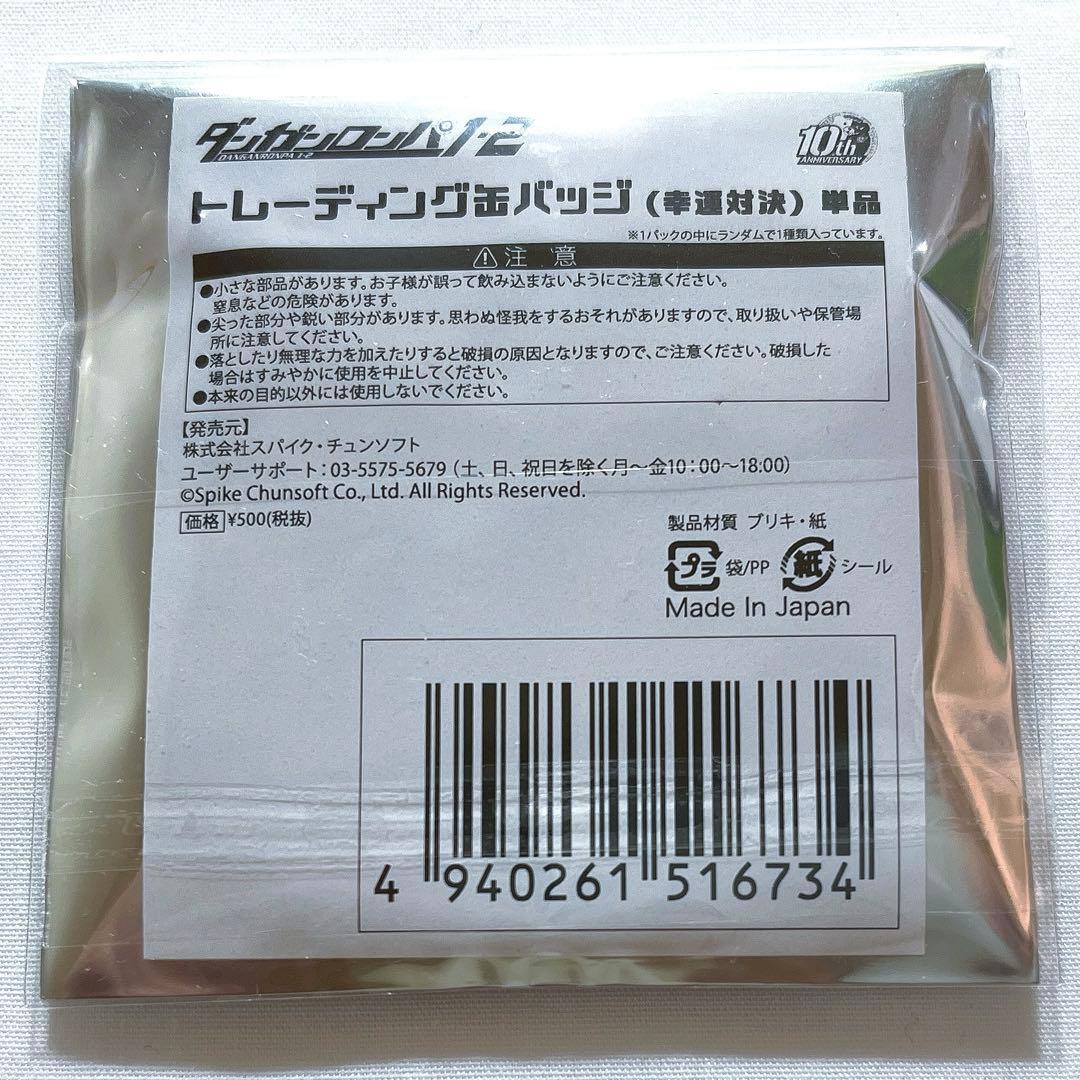 ダンガンロンパ1・2
DANGANRONPA 1・2
10th
ANNIVERSARY
トレーディング缶バッジ（幸運対決）単品
※1パックの中にランダムで1種類入っています。
注 意
●小さな部品があります。お子様が誤って飲み込まないようにご注意ください。
窒息などの危険があります。
●尖った部分や鋭い部分があります。思わぬ怪我をするおそれがありますので、取り扱いや保管場
所に注意してください。
●落としたり無理な力を加えたりすると破損の原因となりますので、ご注意ください。破損した
場合はすみやかに使用を中止してください。
●本来の目的以外には使用しないでください。
【発売元】
株式会社スパイク・チュンソフト
ユーザーサポート：03-5575-5679（土、日、祝日を除く月～金10：00～18:00）
©Spike Chunsoft Co., Ltd. All Rights Reserved.
価格 ¥500(税抜)
製品材質 ブリキ・紙
プラ 袋/PP 紙 シール
Made In Japan
4 940261 516734